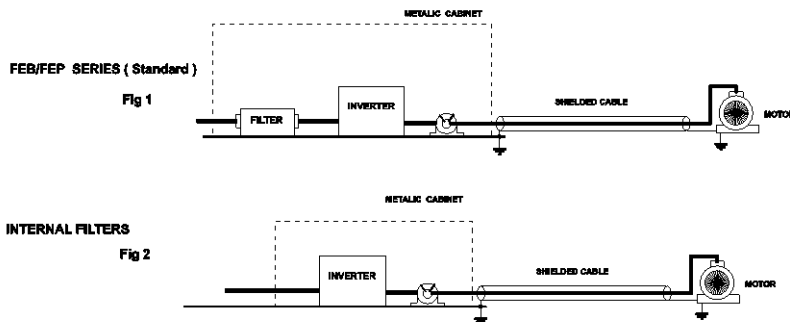 METALIC CABINET
FEB/FEP SERIES ( Standard )
Fig 1
FILTER
INVERTER
SHIELDED CABLE
MOTOR
METALIC CABINET
INTERNAL FILTERS
Fig 2
INVERTER
SHIELDED CABLE
MOTOR